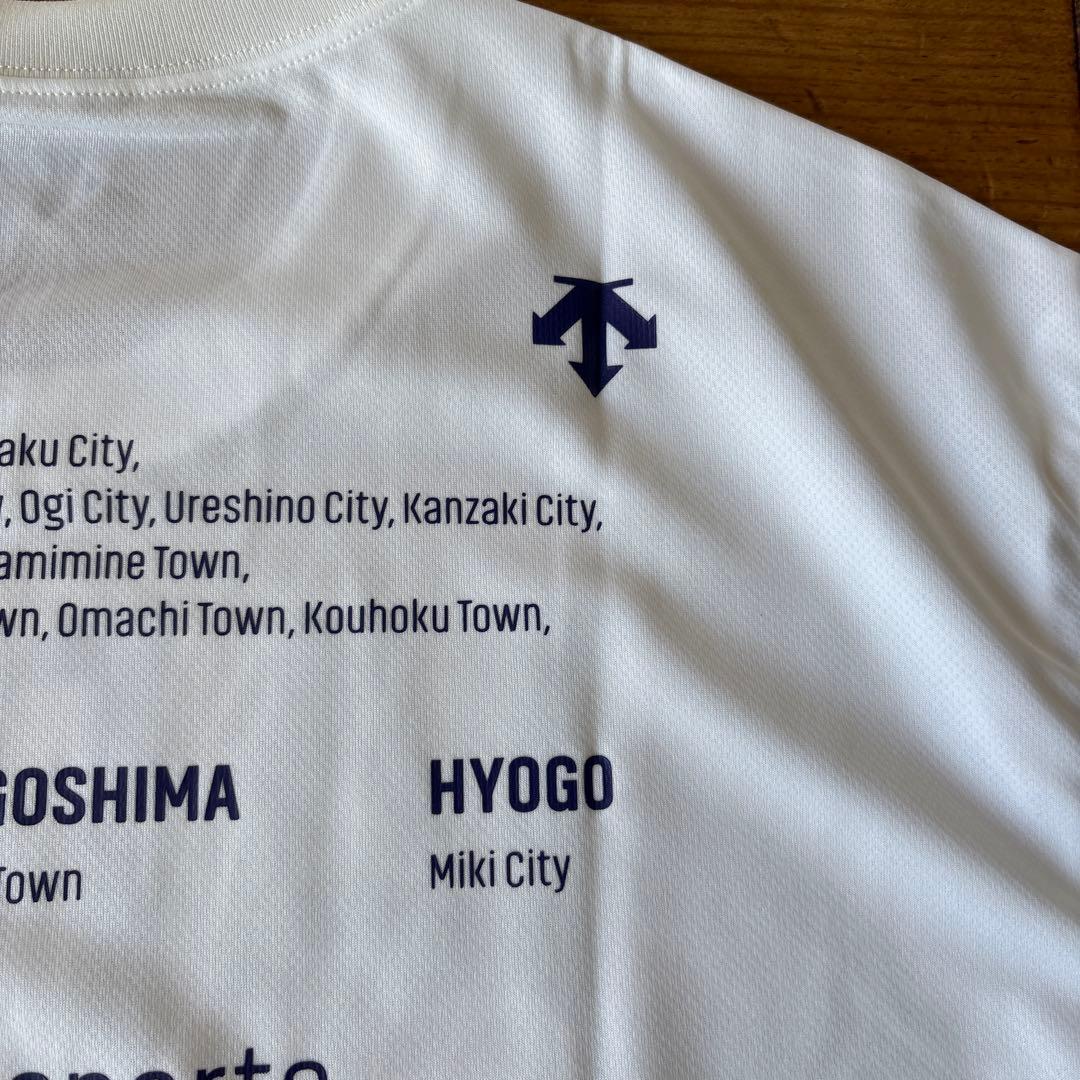 aku City,
, Ogi City, Ureshino City, Kanzaki City,
amimine Town,
wn, Omachi Town, Kouhoku Town,
GOSHIMA
Town
HYOGO
Miki City